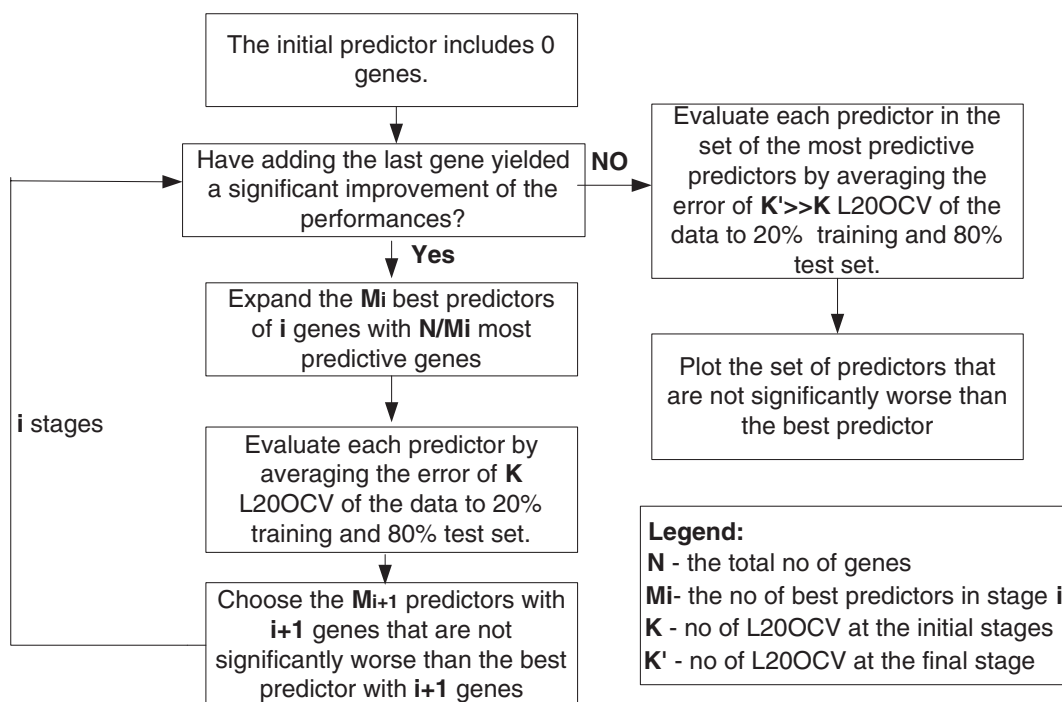 The initial predictor includes 0
genes.
Have adding the last gene yielded
a significant improvement of the
performances?
NO
Yes
Evaluate each predictor in the
set of the most predictive
predictors by averaging the
error of K'>>K L20OCV of the
data to 20% training and 80%
test set.
Expand the Mi best predictors
of i genes with N/Mi most
predictive genes
Plot the set of predictors that
are not significantly worse than
the best predictor
i stages
Evaluate each predictor by
averaging the error of K
L20OCV of the data to 20%
training and 80% test set.
Choose the Mi+1 predictors with
i+1 genes that are not
significantly worse than the best
predictor with i+1 genes
Legend:
N - the total no of genes
Mi- the no of best predictors in stage i
K - no of L20OCV at the initial stages
K' - no of L20OCV at the final stage